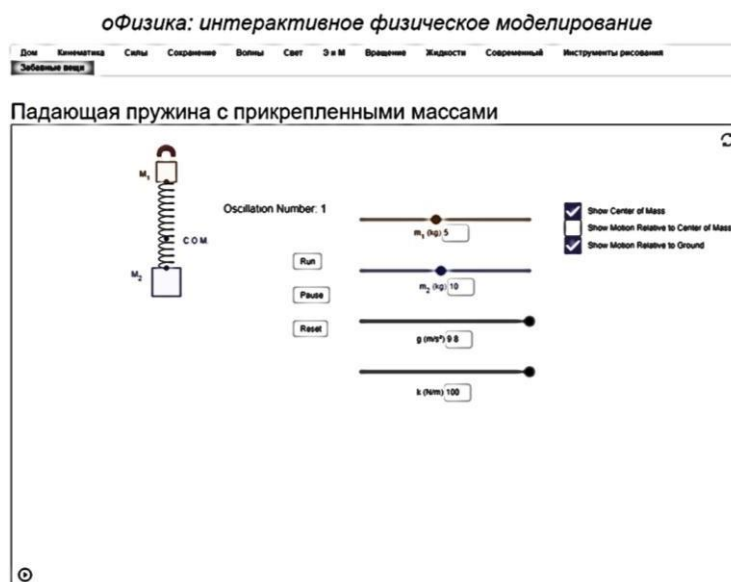 оФизика: интерактивное физическое моделирование
Дом Кинематика Силы Сохранение Волны Свет Э и М Вращение Жидкости Современный Инструменты рисования
Забавные вещи
Падающая пружина с прикрепленными массами
M1
C.O.M.
M2
Oscillation Number: 1
Run
Pause
Reset
m1 (kg) 5
m2 (kg) 10
g (m/s²) 9.8
k (N/m) 100
Show Center of Mass
Show Motion Relative to Center of Mass
Show Motion Relative to Ground